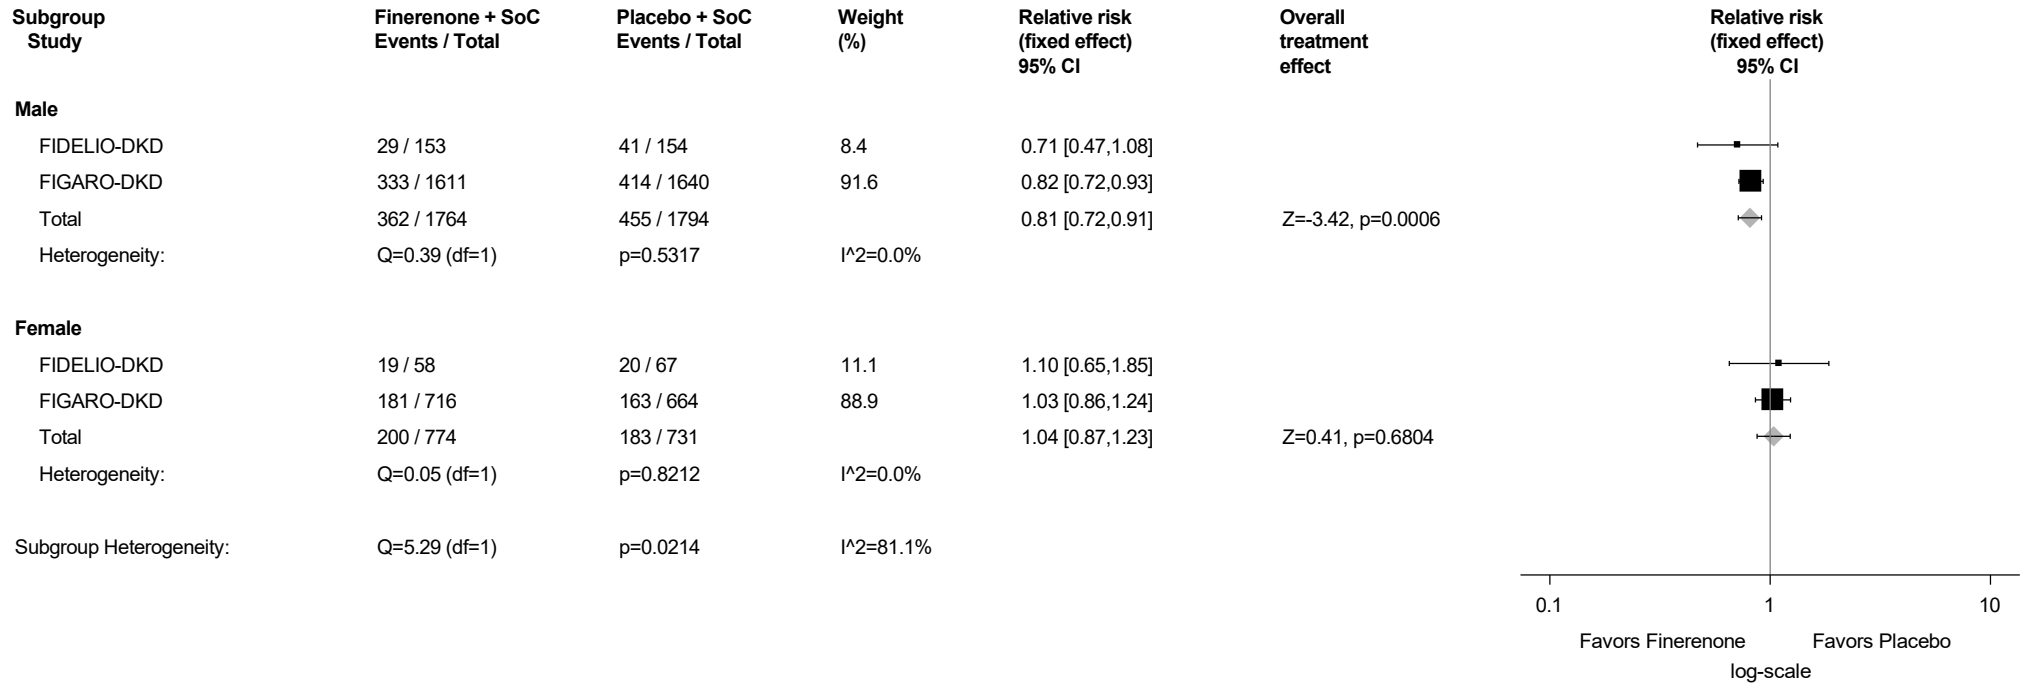 Subgroup Finerenone + SoC Placebo + SoC Weight Relative risk Overall Relative risk
Study Events / Total Events / Total (%) (fixed effect) treatment (fixed effect)
95% CI effect 95% CI
Male
FIDELIO-DKD 29 / 153 41 / 154 8.4 0.71 [0.47,1.08]
FIGARO-DKD 333 / 1611 414 / 1640 91.6 0.82 [0.72,0.93]
Total 362 / 1764 455 / 1794 0.81 [0.72,0.91] Z=-3.42, p=0.0006
Heterogeneity: Q=0.39 (df=1) p=0.5317 I^2=0.0%
Female
FIDELIO-DKD 19 / 58 20 / 67 11.1 1.10 [0.65,1.85]
FIGARO-DKD 181 / 716 163 / 664 88.9 1.03 [0.86,1.24]
Total 200 / 774 183 / 731 1.04 [0.87,1.23] Z=0.41, p=0.6804
Heterogeneity: Q=0.05 (df=1) p=0.8212 I^2=0.0%
Subgroup Heterogeneity: Q=5.29 (df=1) p=0.0214 I^2=81.1%
0.1 1 10
Favors Finerenone Favors Placebo
log-scale